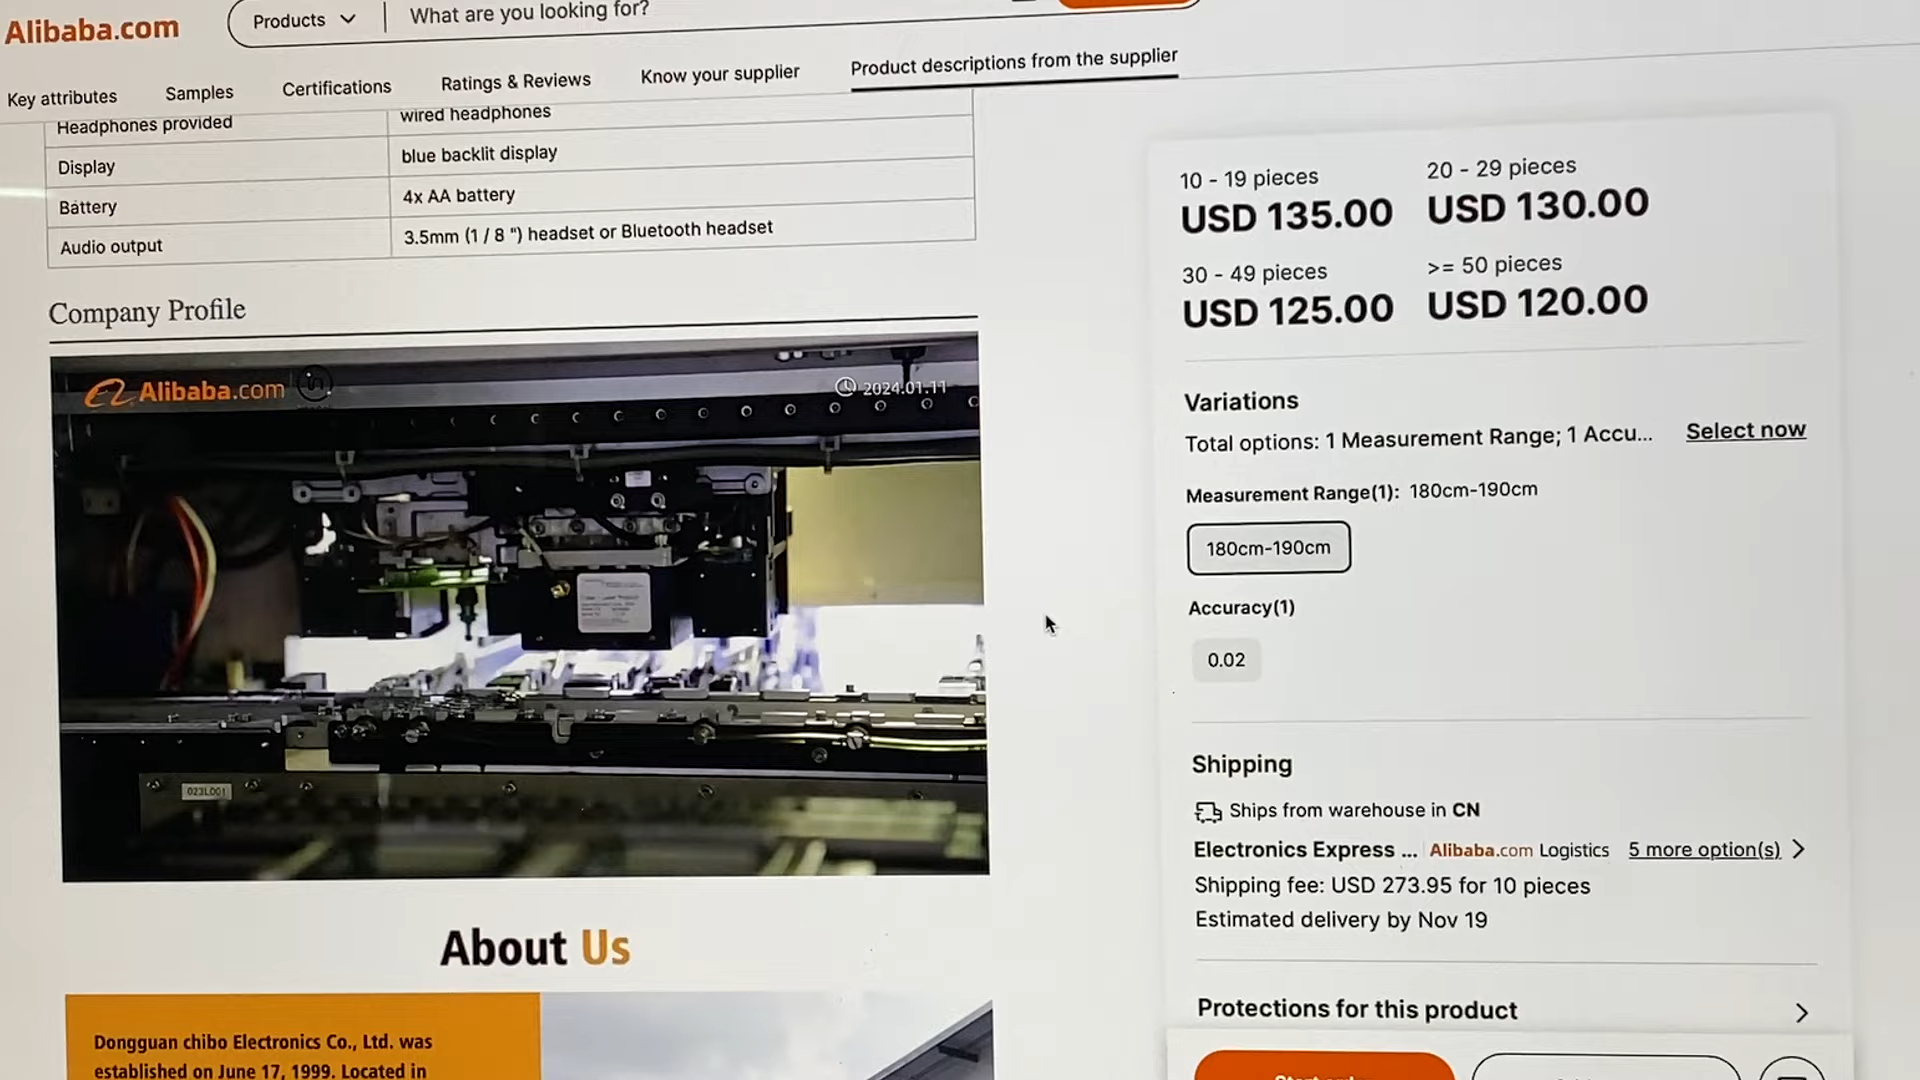 Alibaba.com
Products
What are you looking for?
Key attributes
Samples
Certifications
Ratings & Reviews
Know your supplier
Product descriptions from the supplier
Headphones provided
wired headphones
Display
blue backlit display
Battery
4x AA battery
Audio output
3.5mm (1 / 8 ") headset or Bluetooth headset
Company Profile
Alibaba.com
2024.01.11
023L001
About Us
Dongguan chibo Electronics Co., Ltd. was
established on June 17, 1999. Located in
10 - 19 pieces
USD 135.00
20 - 29 pieces
USD 130.00
30 - 49 pieces
USD 125.00
>= 50 pieces
USD 120.00
Variations
Total options: 1 Measurement Range; 1 Accu...
Select now
Measurement Range(1): 180cm-190cm
180cm-190cm
Accuracy(1)
0.02
Shipping
Ships from warehouse in CN
Electronics Express ...
Alibaba.com Logistics
5 more option(s)
Shipping fee: USD 273.95 for 10 pieces
Estimated delivery by Nov 19
Protections for this product